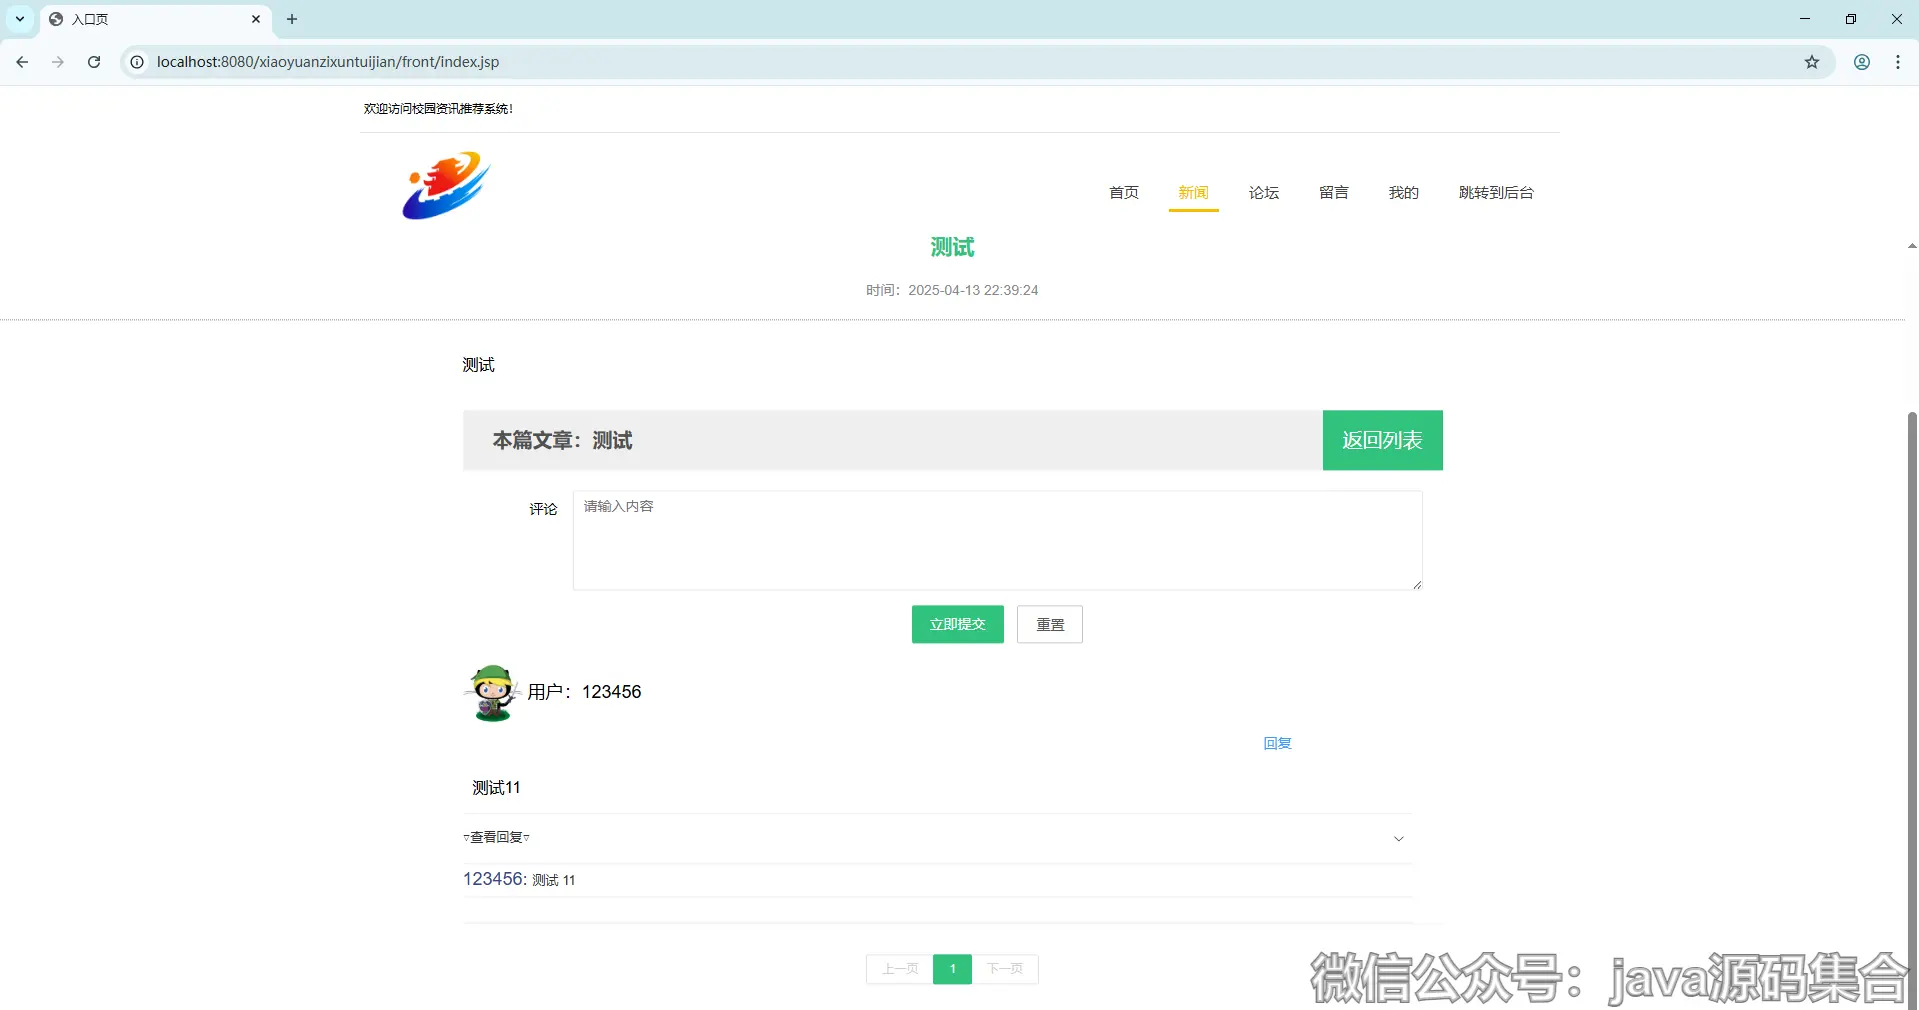 入口页
localhost:8080/xiaoyuanzixuntuijian/front/index.jsp
欢迎访问校园资讯推荐系统!
首页 新闻 论坛 留言 我的 跳转到后台
测试
时间：2025-04-13 22:39:24
测试
本篇文章：测试 返回列表
评论 请输入内容
立即提交 重置
用户：123456
回复
测试11
▿查看回复▿
123456: 测试 11
上一页 1 下一页
微信公众号：java源码集合